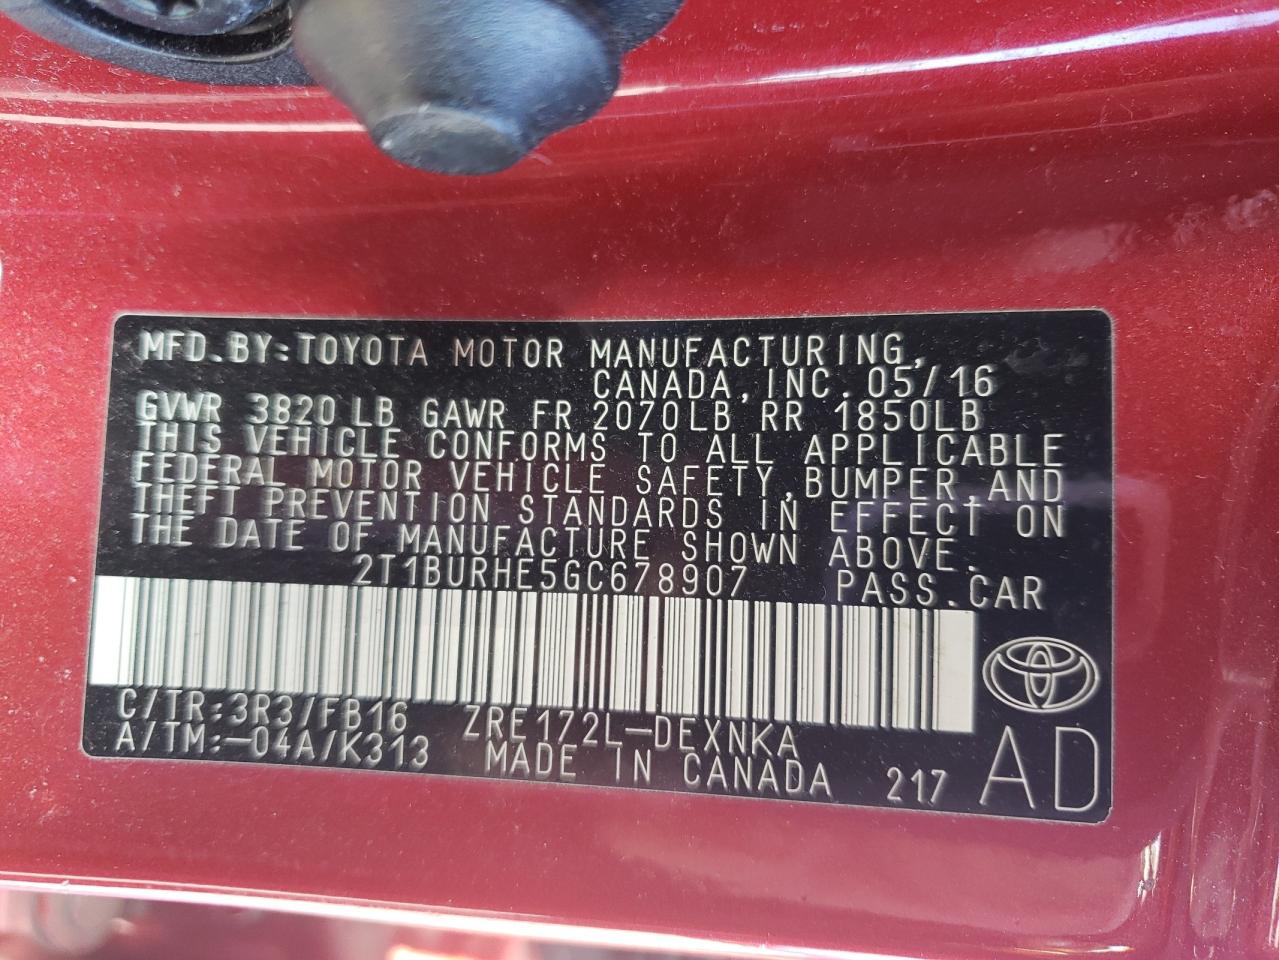 MFD.BY:TOYOTA MOTOR MANUFACTURING,
CANADA,INC.05/16
GVWR 3820LB GAWR FR 2070LB RR 1850LB
THIS VEHICLE CONFORMS TO ALL APPLICABLE
FEDERAL MOTOR VEHICLE SAFETY,BUMPER,AND
THEFT PREVENTION STANDARDS IN EFFECT ON
THE DATE OF MANUFACTURE SHOWN ABOVE.
2T1BURHE5GC678907 PASS.CAR
C/TR:3R3/FB16 ZRE172L-DEXNKA
A/TM:-04A/K313 MADE IN CANADA 217 AD